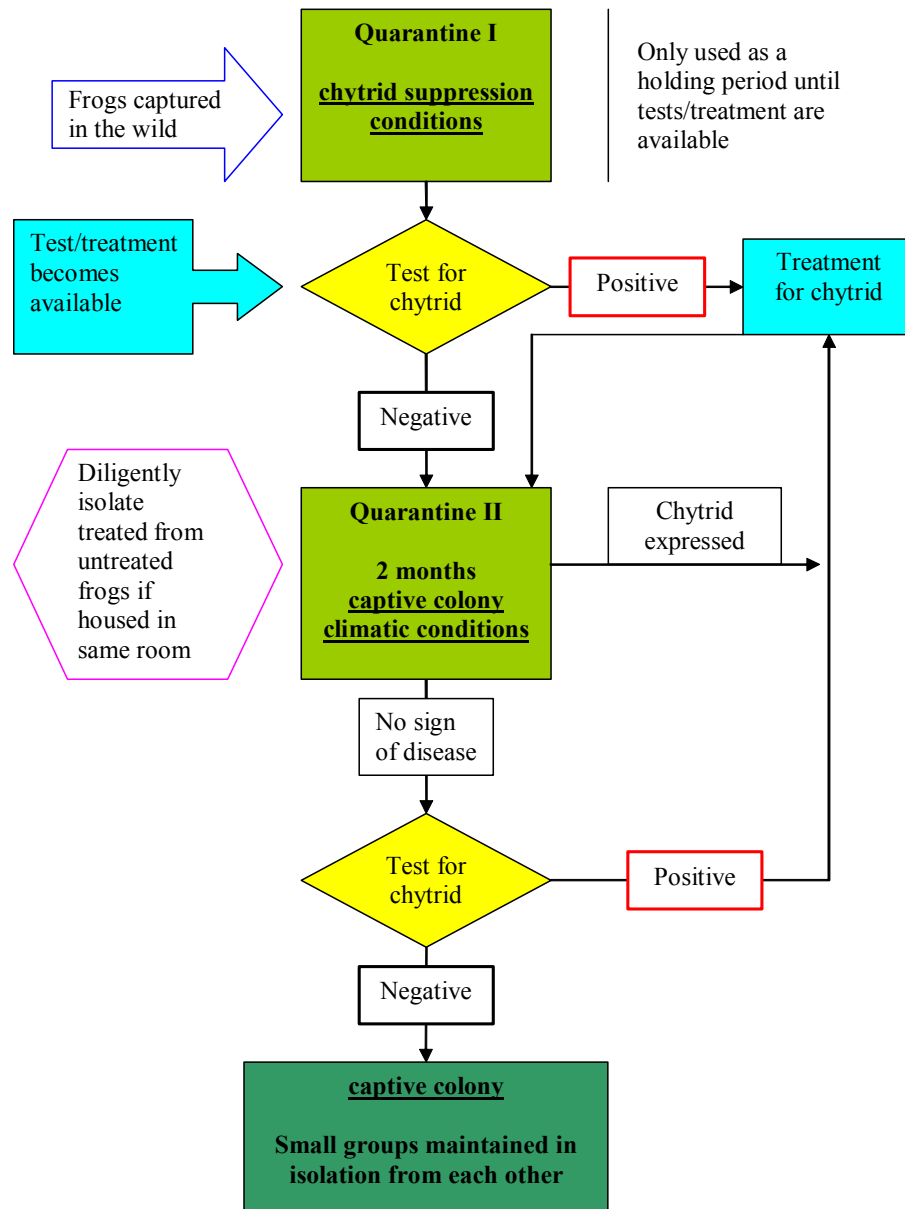 Quarantine I
chytrid suppression
conditions
Only used as a
holding period until
tests/treatment are
available
Frogs captured
in the wild
Test/treatment
becomes
available
Test for
chytrid
Positive
Treatment
for chytrid
Negative
Diligently
isolate
treated from
untreated
frogs if
housed in
same room
Quarantine II
2 months
captive colony
climatic conditions
Chytrid
expressed
No sign
of disease
Test for
chytrid
Positive
Negative
captive colony
Small groups maintained in
isolation from each other